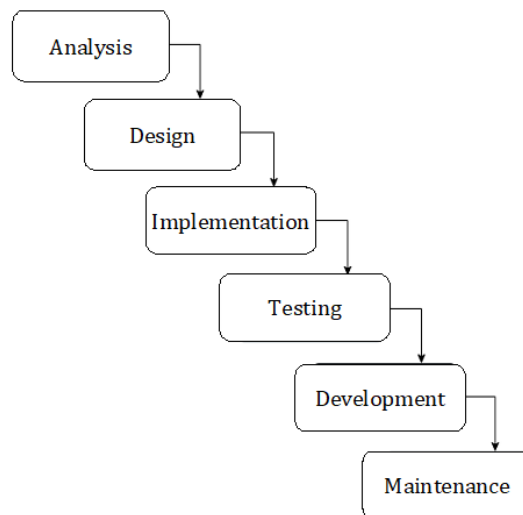 Analysis
Design
Implementation
Testing
Development
Maintenance